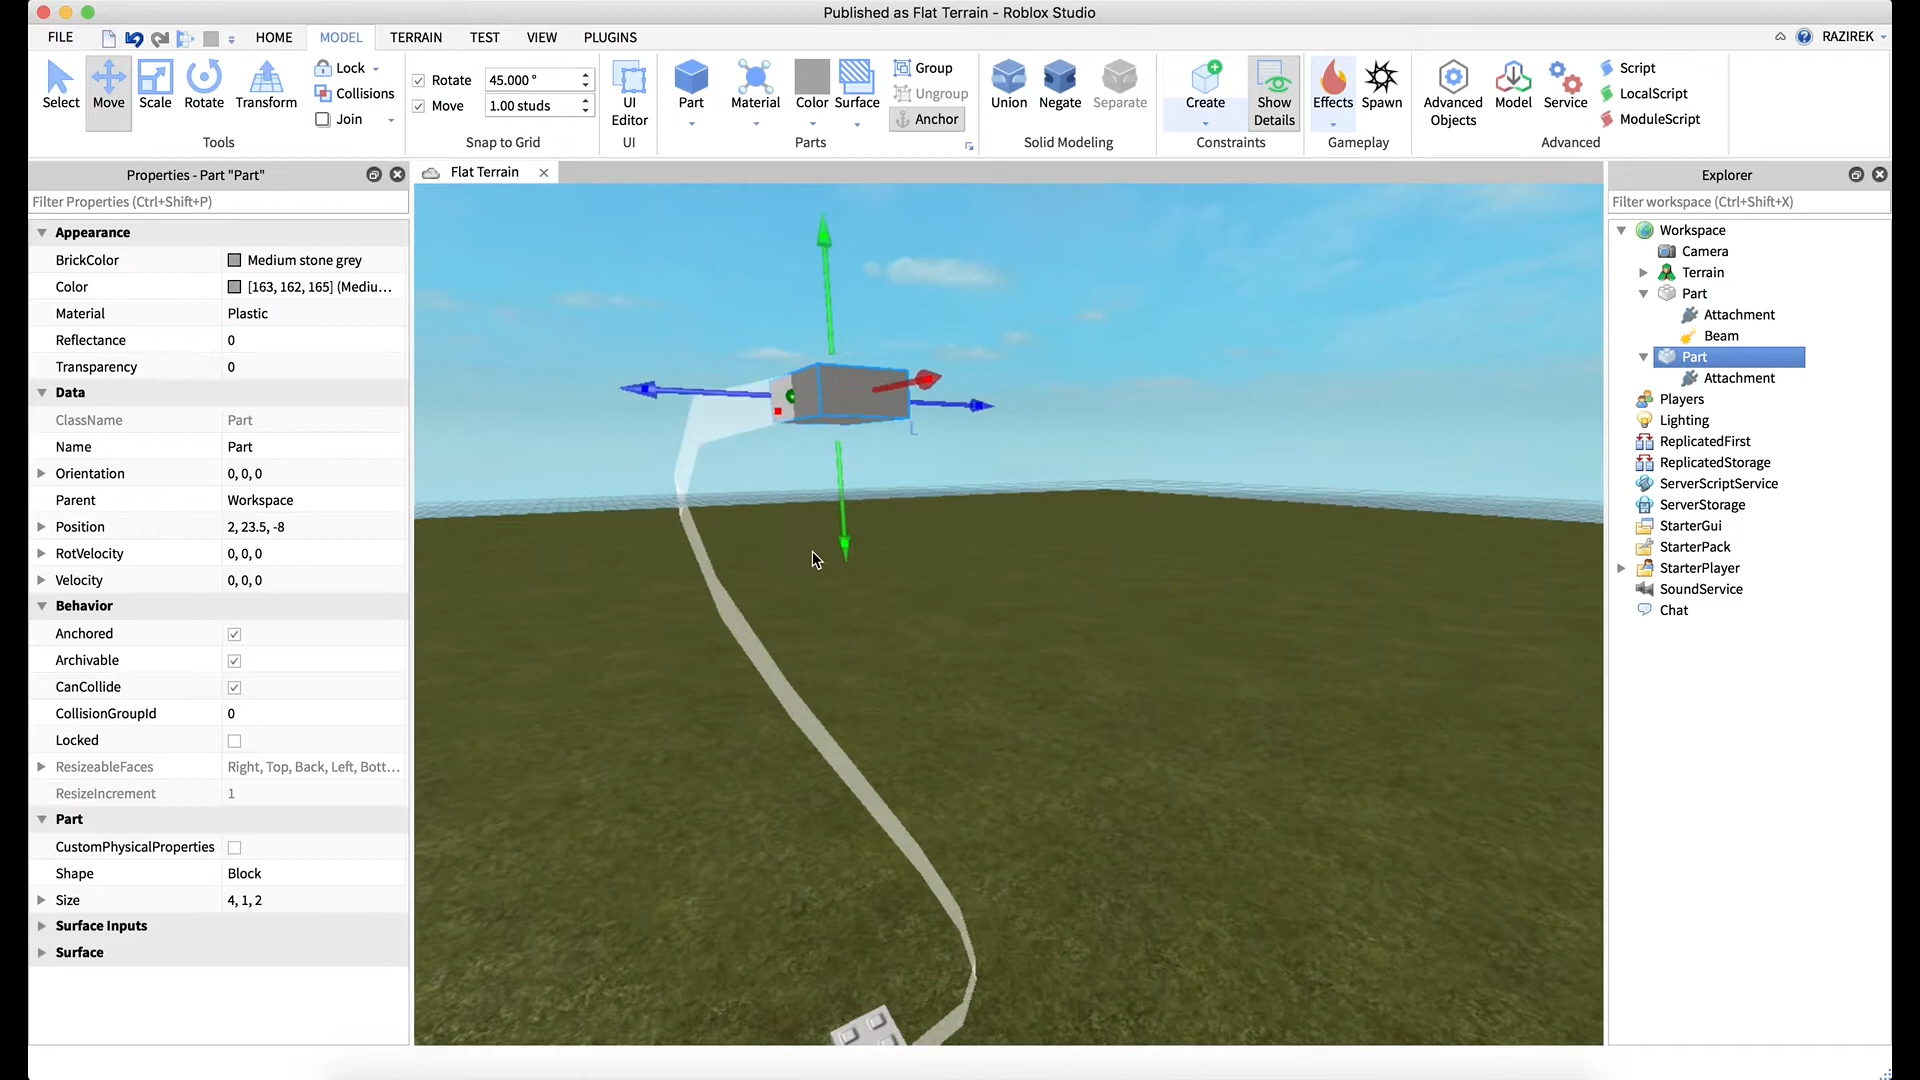 Published as Flat Terrain - Roblox Studio
FILE HOME MODEL TERRAIN TEST VIEW PLUGINS RAZIREK
Select Move Scale Rotate Transform
Lock
Collisions
Join
Tools
Rotate 45.000 °
Move 1.00 studs
Snap to Grid
UI Editor
UI
Part Material Color Surface
Group
Ungroup
Anchor
Parts
Union Negate Separate
Solid Modeling
Create Show Details
Constraints
Effects Spawn
Gameplay
Advanced Objects Model Service
Script
LocalScript
ModuleScript
Advanced
Properties - Part "Part"
Filter Properties (Ctrl+Shift+P)
Appearance
BrickColor Medium stone grey
Color [163, 162, 165] (Mediu...
Material Plastic
Reflectance 0
Transparency 0
Data
ClassName Part
Name Part
Orientation 0, 0, 0
Parent Workspace
Position 2, 23.5, -8
RotVelocity 0, 0, 0
Velocity 0, 0, 0
Behavior
Anchored
Archivable
CanCollide
CollisionGroupId 0
Locked
ResizeableFaces Right, Top, Back, Left, Bott...
ResizeIncrement 1
Part
CustomPhysicalProperties
Shape Block
Size 4, 1, 2
Surface Inputs
Surface
Flat Terrain
L
Explorer
Filter workspace (Ctrl+Shift+X)
Workspace
Camera
Terrain
Part
Attachment
Beam
Part
Attachment
Players
Lighting
ReplicatedFirst
ReplicatedStorage
ServerScriptService
ServerStorage
StarterGui
StarterPack
StarterPlayer
SoundService
Chat